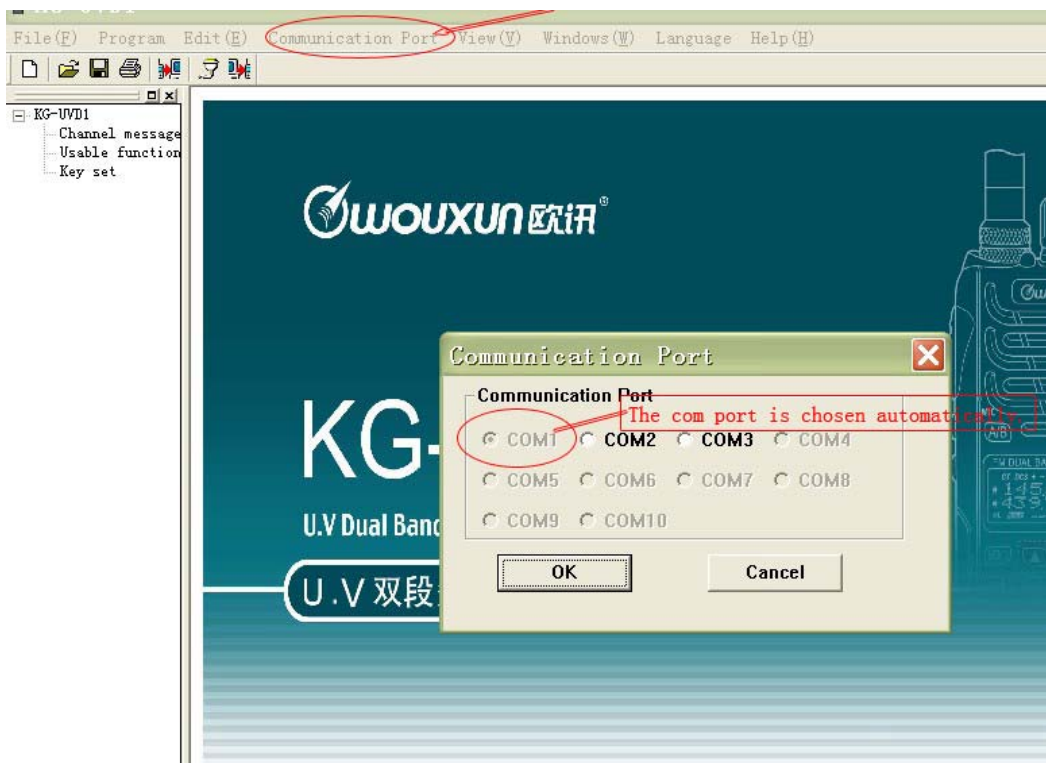 File(F) Program Edit(E) Communication Port View(V) Windows(W) Language Help(H)
KG-UVD1
Channel message
Usable function
Key set
WOUXUN欧讯®
Communication Port
Communication Port
The com port is chosen automatically.
COM1 COM2 COM3 COM4
COM5 COM6 COM7 COM8
COM9 COM10
OK Cancel
KG-
U.V Dual Band
U.V 双段
A/B